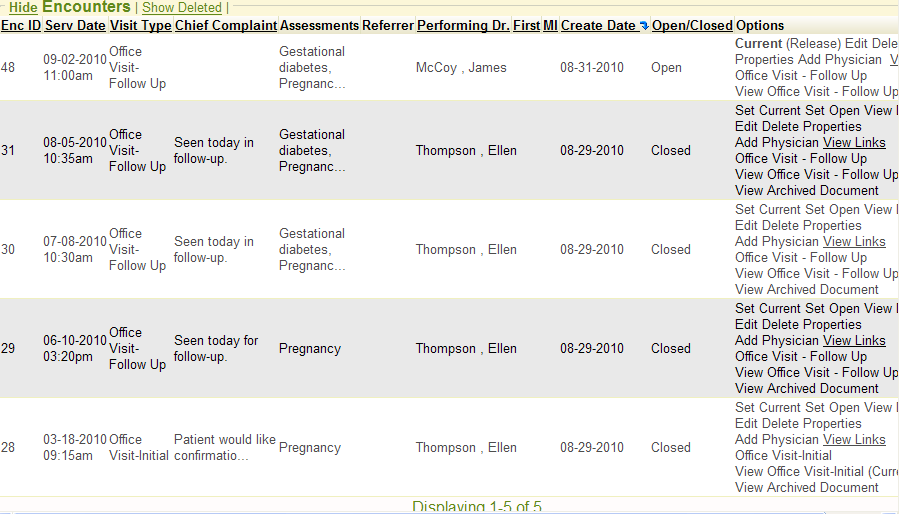 Hide Encounters | Show Deleted |
Enc ID Serv Date Visit Type Chief Complaint Assessments Referrer Performing Dr. First MI Create Date Open/Closed Options
48
09-02-2010
11:00am
Office
Visit-
Follow Up
Gestational
diabetes,
Pregnanc...
McCoy , James
08-31-2010
Open
Current (Release) Edit Dele
Properties Add Physician V
Office Visit - Follow Up
View Office Visit - Follow Up
31
08-05-2010
10:35am
Office
Visit-
Follow Up
Seen today in
follow-up.
Gestational
diabetes,
Pregnanc...
Thompson , Ellen
08-29-2010
Closed
Set Current Set Open View
Edit Delete Properties
Add Physician View Links
Office Visit - Follow Up
View Office Visit - Follow Up
View Archived Document
30
07-08-2010
10:30am
Office
Visit-
Follow Up
Seen today in
follow-up.
Gestational
diabetes,
Pregnanc...
Thompson , Ellen
08-29-2010
Closed
Set Current Set Open View
Edit Delete Properties
Add Physician View Links
Office Visit - Follow Up
View Office Visit - Follow Up
View Archived Document
29
06-10-2010
03:20pm
Office
Visit-
Follow Up
Seen today for
follow-up.
Pregnancy
Thompson , Ellen
08-29-2010
Closed
Set Current Set Open View
Edit Delete Properties
Add Physician View Links
Office Visit - Follow Up
View Office Visit - Follow Up
View Archived Document
28
03-18-2010
09:15am
Office
Visit-Initial
Patient would like
confirmatio...
Pregnancy
Thompson , Ellen
08-29-2010
Closed
Set Current Set Open View
Edit Delete Properties
Add Physician View Links
Office Visit-Initial
View Office Visit-Initial (Curr
View Archived Document
Displaying 1-5 of 5